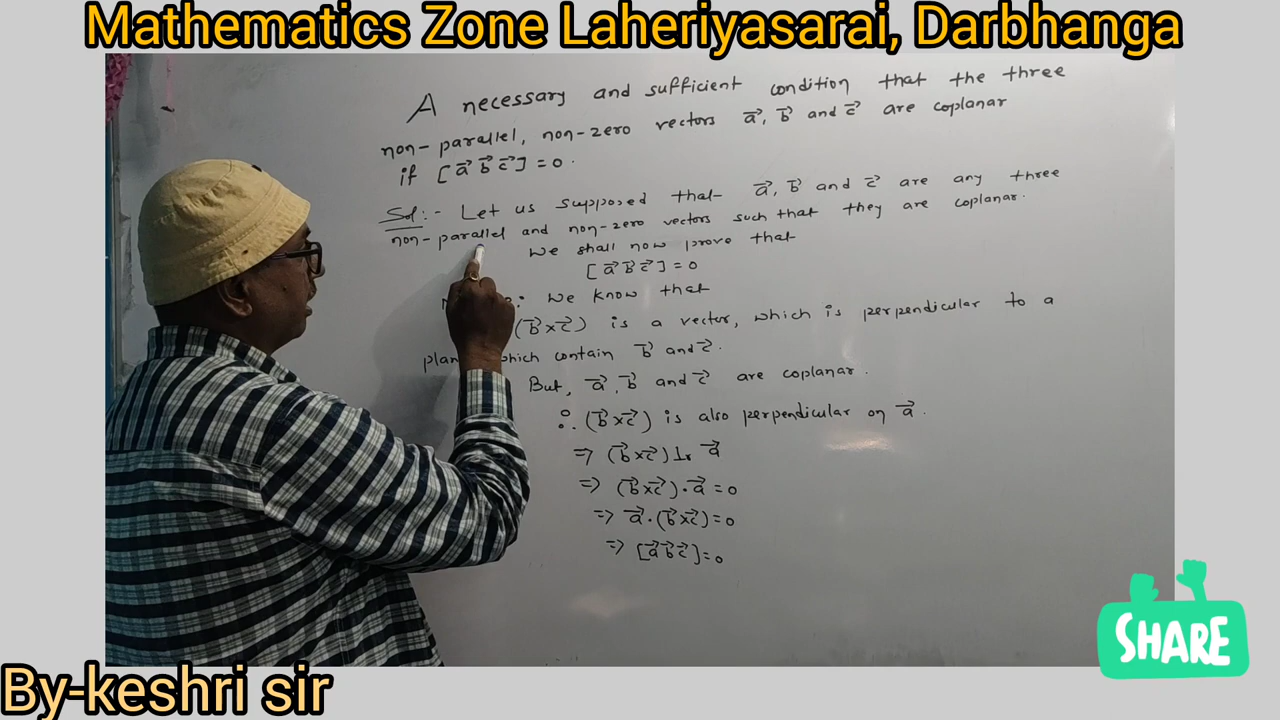 Mathematics Zone Laheriyasarai, Darbhanga
A necessary and sufficient condition that the three
non-parallel, non-zero vectors a⃗, b⃗ and c⃗ are coplanar
if [a⃗ b⃗ c⃗] = 0.
Sol:- Let us supposed that a⃗, b⃗ and c⃗ are any three
non-parallel and non-zero vectors such that they are coplanar.
we shall now prove that
[a⃗ b⃗ c⃗] = 0
we know that
(b⃗×c⃗) is a vector, which is perpendicular to a
which contain b⃗ and c⃗.
But, a⃗, b⃗ and c⃗ are coplanar.
∴ (b⃗×c⃗) is also perpendicular on a⃗.
⇒ (b⃗×c⃗) ⊥r a⃗
⇒ (b⃗×c⃗)·a⃗ = 0
⇒ a⃗·(b⃗×c⃗) = 0
⇒ [a⃗ b⃗ c⃗] = 0
SHARE
By-keshri sir